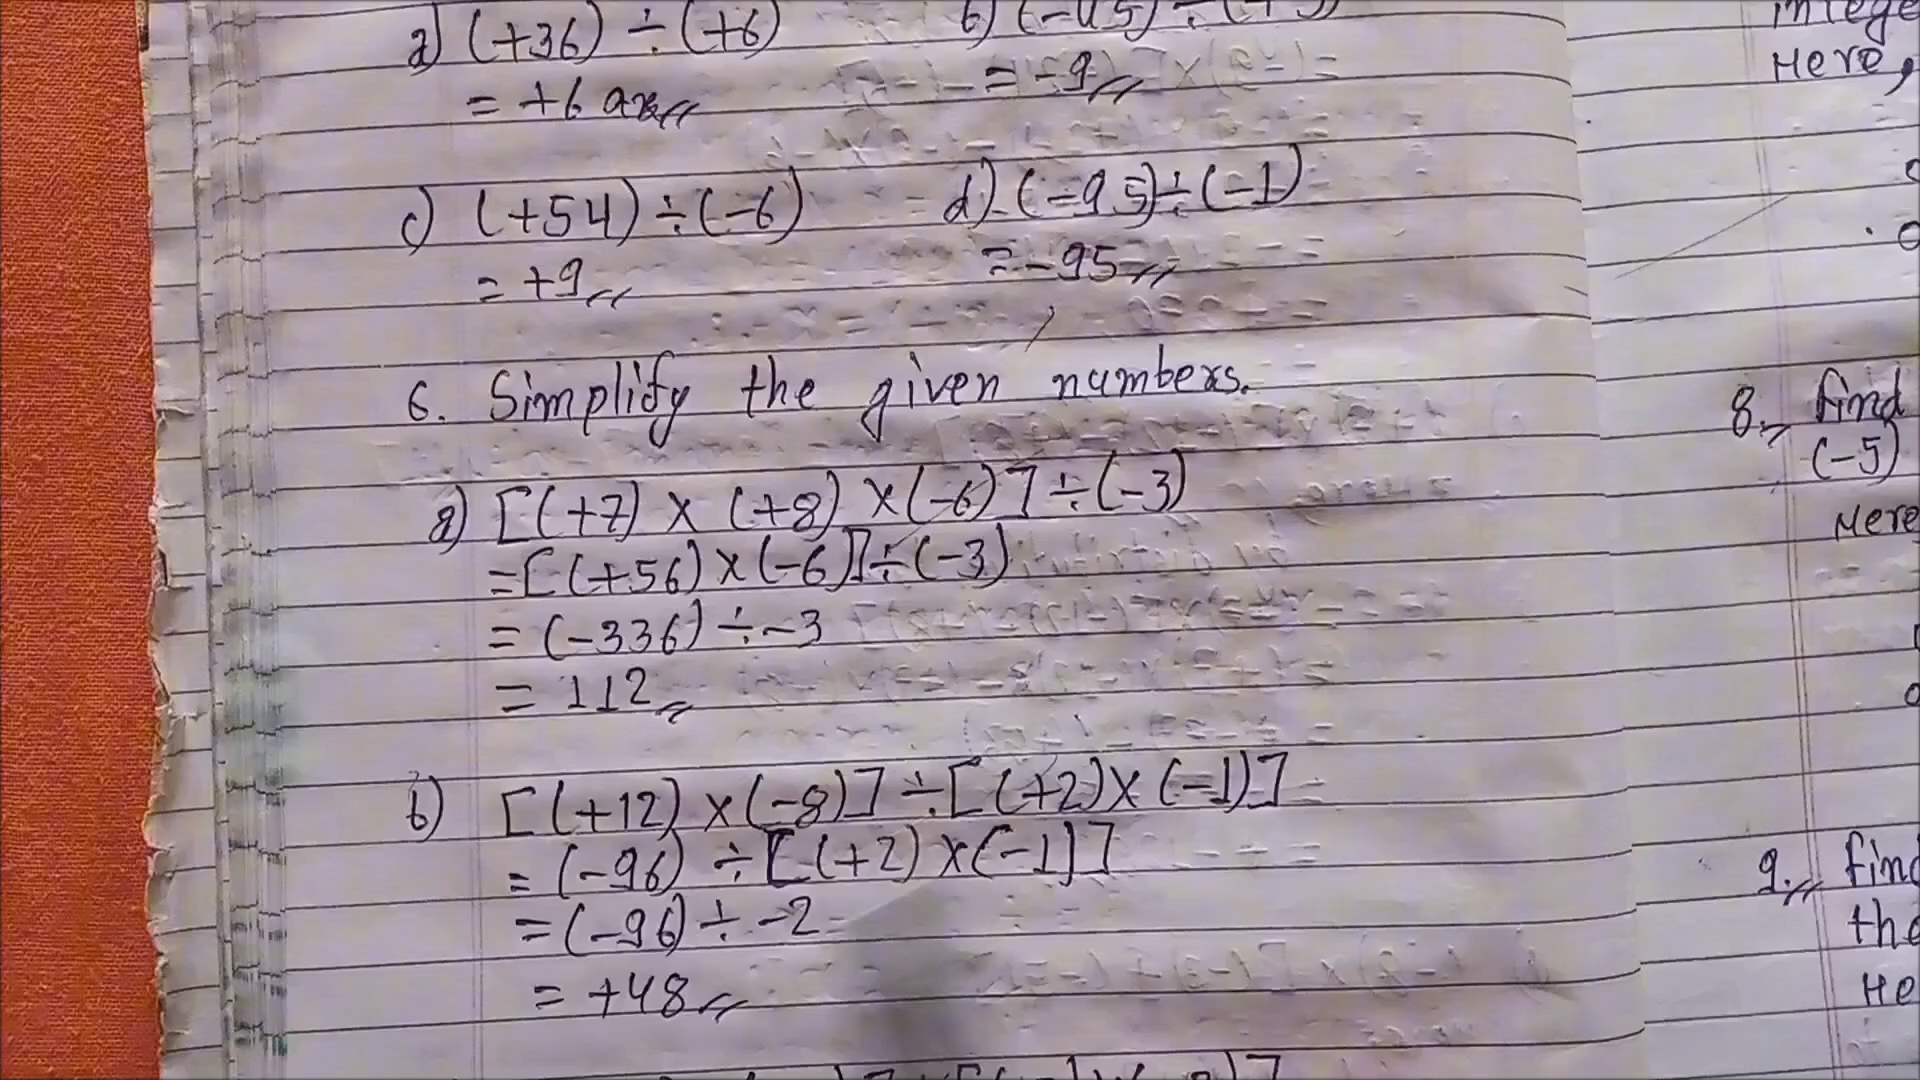 a) (+36) ÷ (+6)
= +6 ans
b) (-45) ÷ (+5)
= -9
c) (+54) ÷ (-6)
= +9
d) (-95) ÷ (-1)
= -95
6. Simplify the given numbers.
a) [(+7) × (+8) × (-6)] ÷ (-3)
= [(+56) × (-6)] ÷ (-3)
= (-336) ÷ -3
= 112
b) [(+12) × (-8)] ÷ [(+2) × (-1)]
= (-96) ÷ [(+2) × (-1)]
= (-96) ÷ -2
= +48
Here,
8. find
(-5)
Here
9. find
the
He